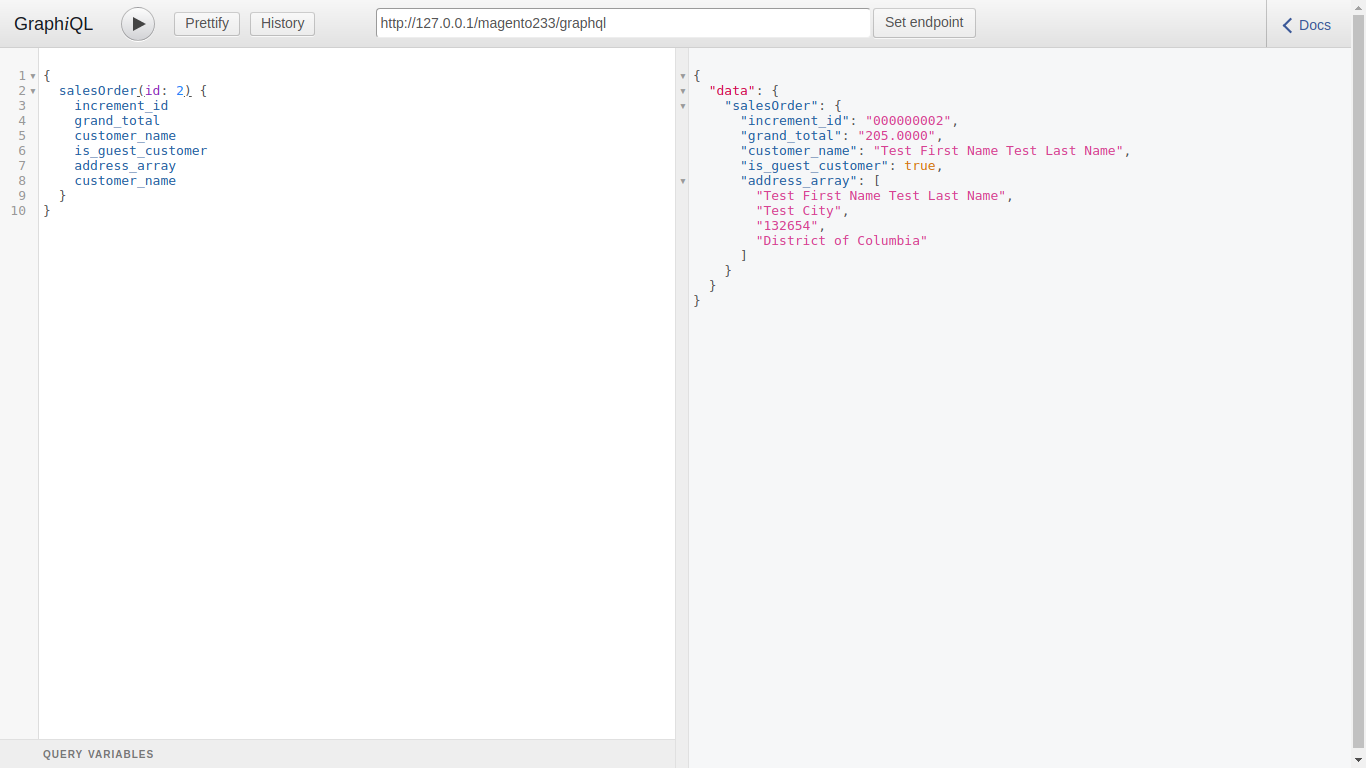 GraphiQL
Prettify
History
http://127.0.0.1/magento233/graphql
Set endpoint
Docs
1 {
2 salesOrder(id: 2) {
3 increment_id
4 grand_total
5 customer_name
6 is_guest_customer
7 address_array
8 customer_name
9 }
10 }
QUERY VARIABLES
{
"data": {
"salesOrder": {
"increment_id": "000000002",
"grand_total": "205.0000",
"customer_name": "Test First Name Test Last Name",
"is_guest_customer": true,
"address_array": [
"Test First Name Test Last Name",
"Test City",
"132654",
"District of Columbia"
]
}
}
}